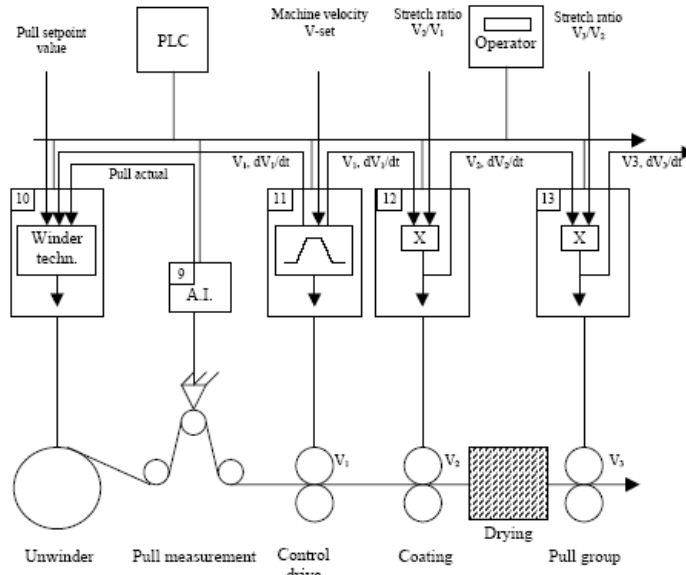 Pull setpoint
value
PLC
Machine velocity
V-set
Stretch ratio
V₂/V₁
Operator
Stretch ratio
V₃/V₂
Pull actual
V₁, dV₁/dt
V₁, dV₁/dt
V₂, dV₂/dt
V3, dV₃/dt
10
Winder
techn.
9
A.I.
11
12
X
13
X
V₁
V₂
V₃
Drying
Unwinder
Pull measurement
Control
drive
Coating
Pull group